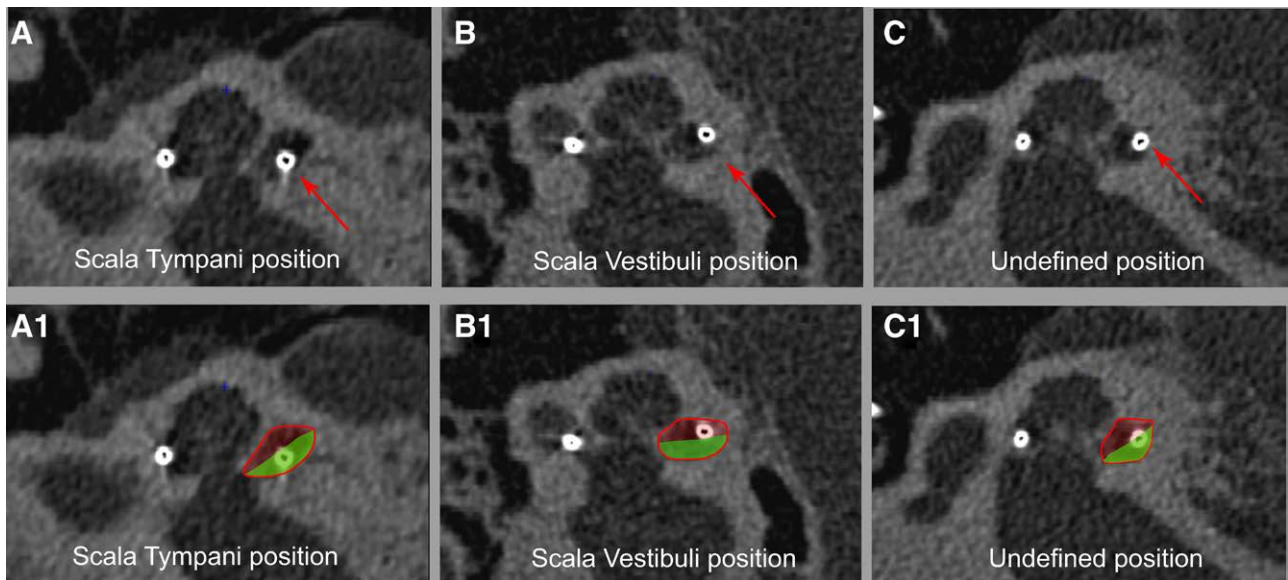 A
B
C
Scala Tympani position
Scala Vestibuli position
Undefined position
A1
B1
C1
Scala Tympani position
Scala Vestibuli position
Undefined position